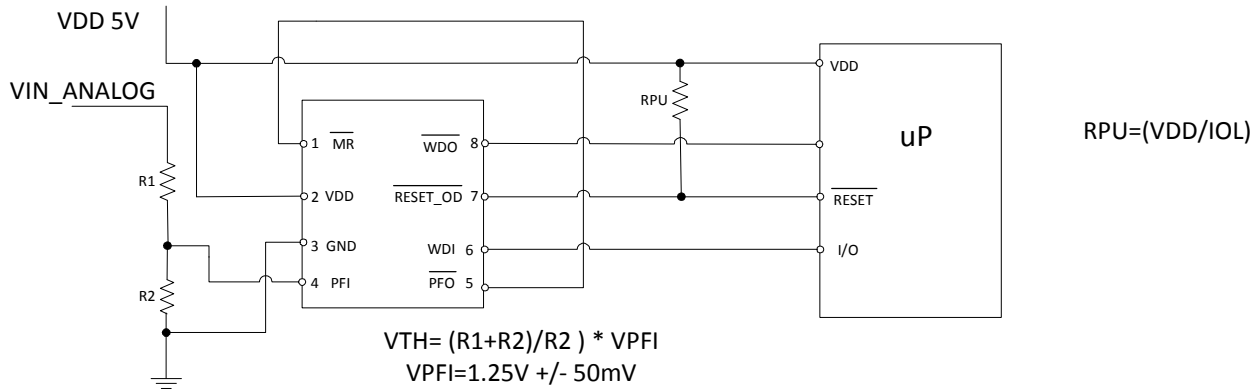 VDD 5V
VIN_ANALOG
R1
R2
1 MR
2 VDD
3 GND
4 PFI
WDO 8
RESET_OD 7
WDI 6
PFO 5
RPU
VDD
uP
RESET
I/O
RPU=(VDD/IOL)
VTH= (R1+R2)/R2 ) * VPFI
VPFI=1.25V +/- 50mV